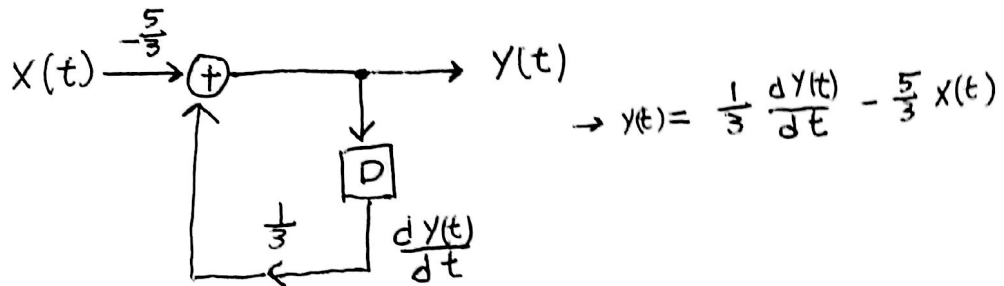 -5/3
X(t) + Y(t)
→ y(t) = 1/3 dY(t)/dt - 5/3 X(t)
D
1/3 dY(t)/dt